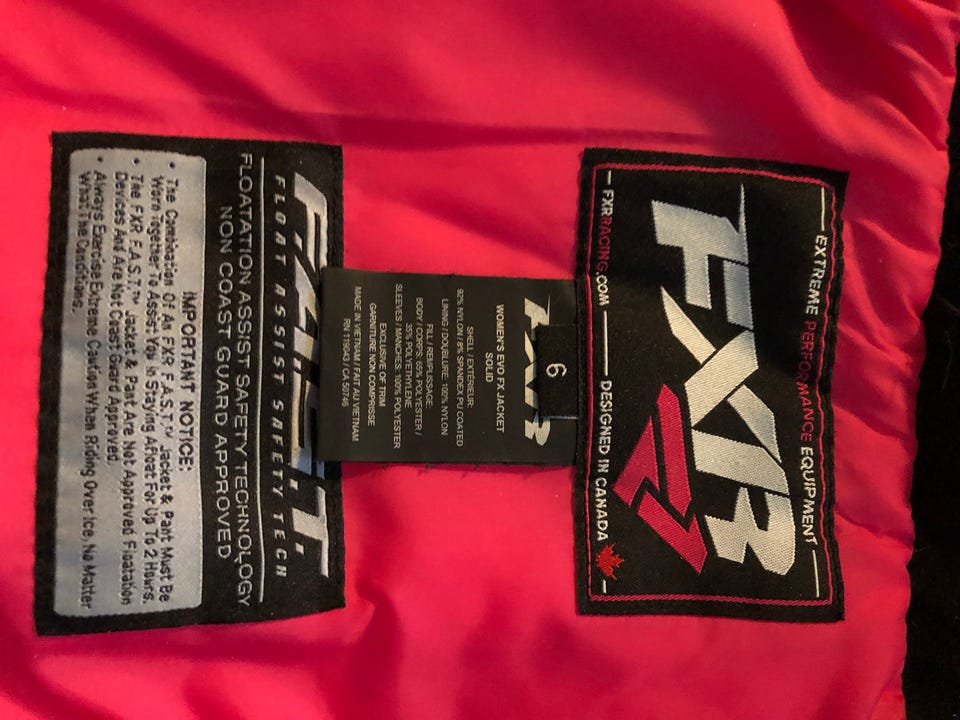 EXTREME PERFORMANCE EQUIPMENT
FXR
FXRRACING.COM DESIGNED IN CANADA
6
FXR
WOMEN'S EVO FX JACKET
SOLID
SHELL / EXTÉRIEUR:
92% NYLON / 8% SPANDEX PU COATED
LINING / DOUBLURE: 100% NYLON
FILL / REMPLISSAGE:
BODY / CORPS: 65% POLYESTER /
35% POLYETHYLENE
SLEEVES / MANCHES: 100% POLYESTER
EXCLUSIVE OF TRIM
GARNITURE NON COMPRISSE
MADE IN VIETNAM / FAIT AU VIETNAM
RN 119043 / CA 50746
F.A.S.T.
FLOAT ASSIST SAFETY TECH
FLOATATION ASSIST SAFETY TECHNOLOGY
NON COAST GUARD APPROVED
IMPORTANT NOTICE:
• The Combation Of An FXR F.A.S.T.™ Jacket & Pant Must Be
Worn Together To Assist You in Staying Afloat For Up To 2 Hours.
• The FXR F.A.S.T.™ Jacket & Pant Are Not Approved Floatation
Devices And Are Not Coast Guard Approved.
• Always Exercise Extreme Caution When Riding Over Ice, No Matter
What The Conditions.